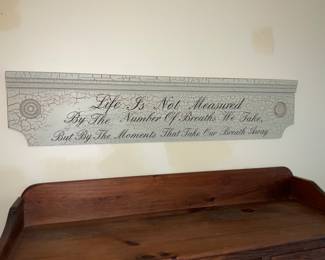 Life Is Not Measured
By The Number Of Breaths We Take,
But By The Moments That Take Our Breath Away